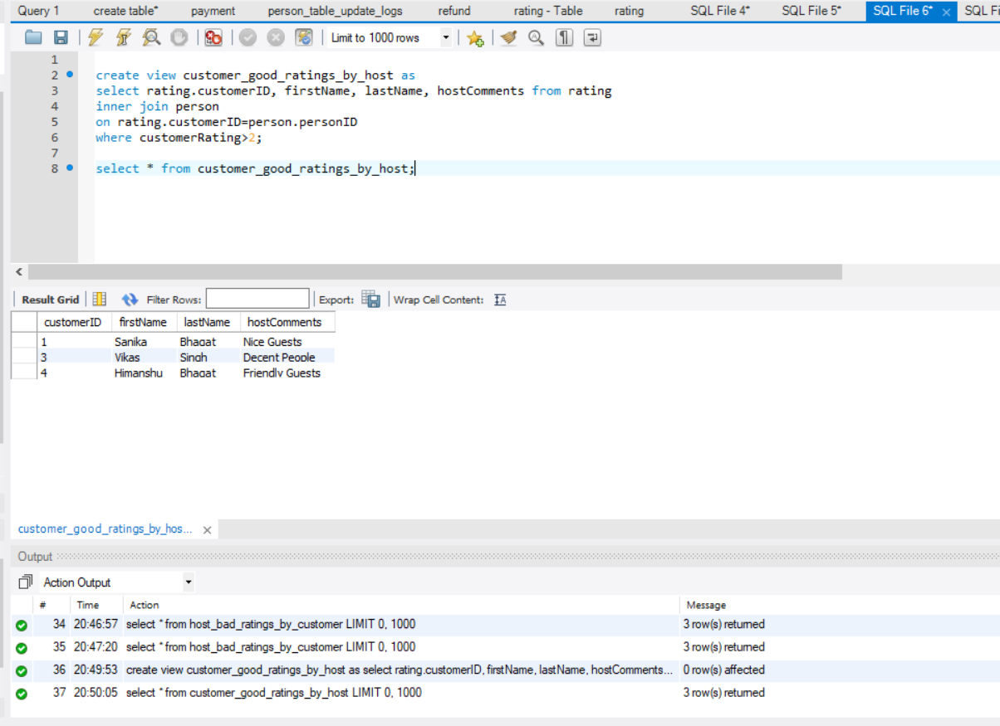 Query 1 create table* payment person_table_update_logs refund rating - Table rating SQL File 4* SQL File 5* SQL File 6* × SQL Fi
Limit to 1000 rows
1
2 create view customer_good_ratings_by_host as
3 select rating.customerID, firstName, lastName, hostComments from rating
4 inner join person
5 on rating.customerID=person.personID
6 where customerRating>2;
7
8 select * from customer_good_ratings_by_host;
Result Grid Filter Rows: Export: Wrap Cell Content: IA
customerID firstName lastName hostComments
1 Sanika Bhagat Nice Guests
3 Vikas Singh Decent People
4 Himanshu Bhagat Friendly Guests
customer_good_ratings_by_hos... ×
Output
Action Output
# Time Action Message
34 20:46:57 select * from host_bad_ratings_by_customer LIMIT 0, 1000 3 row(s) returned
35 20:47:20 select * from host_bad_ratings_by_customer LIMIT 0, 1000 3 row(s) returned
36 20:49:53 create view customer_good_ratings_by_host as select rating.customerID, firstName, lastName, hostComments... 0 row(s) affected
37 20:50:05 select * from customer_good_ratings_by_host LIMIT 0, 1000 3 row(s) returned